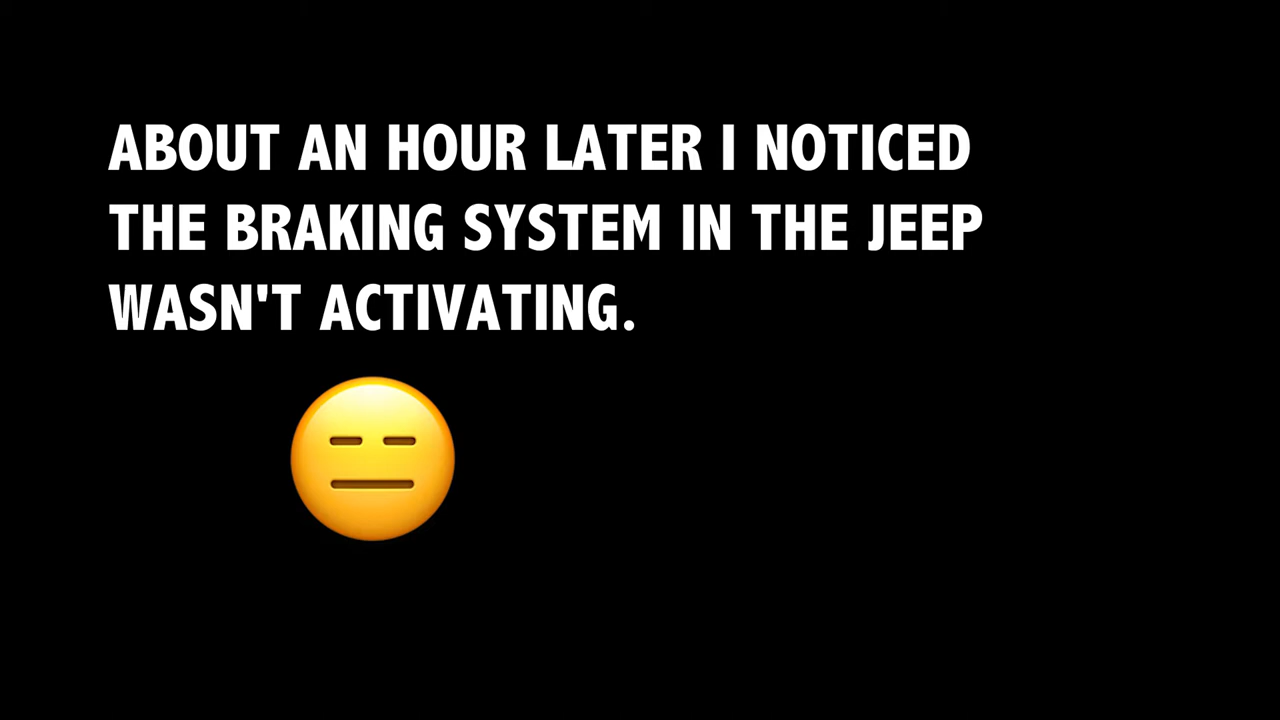 ABOUT AN HOUR LATER I NOTICED
THE BRAKING SYSTEM IN THE JEEP
WASN'T ACTIVATING.